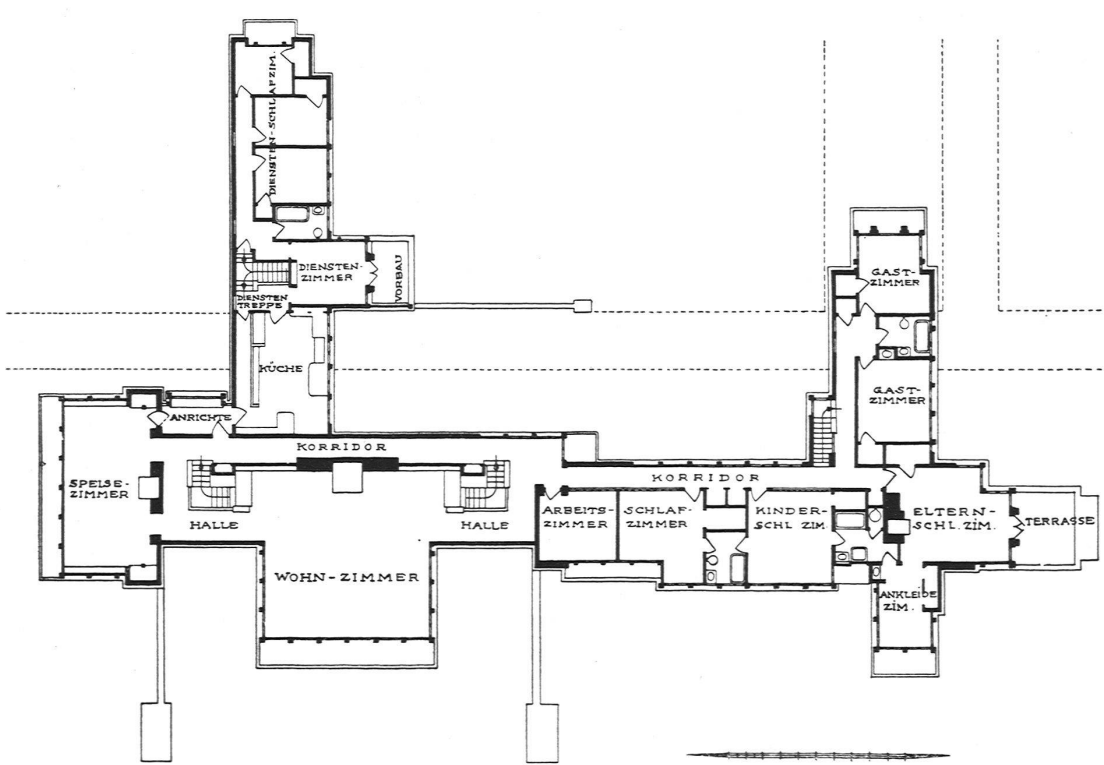 DIENSTEN-SCHLAFZIM.
DIENSTEN-
ZIMMER
VORBAU
DIENSTEN
TREPPE
KÜCHE
ANRICHTE
KORRIDOR
SPEISE-
ZIMMER
HALLE
HALLE
WOHN-ZIMMER
GAST-
ZIMMER
GAST-
ZIMMER
KORRIDOR
ARBEITS-
ZIMMER
SCHLAF-
ZIMMER
KINDER-
SCHL. ZIM.
ELTERN-
SCHL. ZIM.
TERRASSE
ANKLEIDE
ZIM.